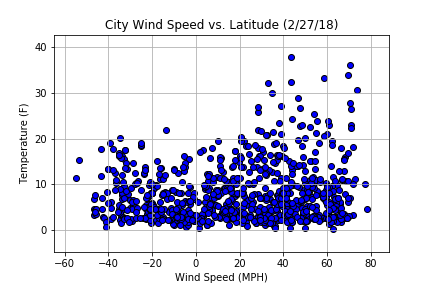 City Wind Speed vs. Latitude (2/27/18)
40
30
20
10
0
Temperature (F)
−60 −40 −20 0 20 40 60 80
Wind Speed (MPH)